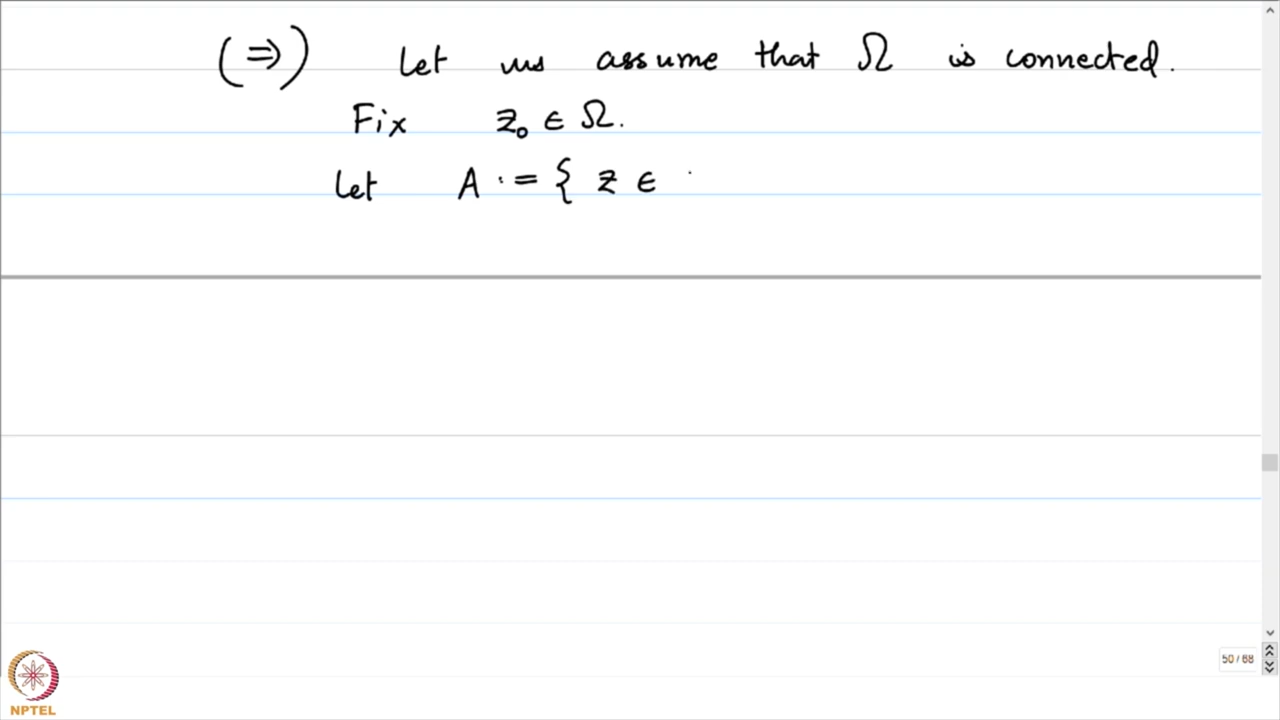 (⇒) Let us assume that Ω is connected.
Fix z₀ ∈ Ω.
Let A := { z ∈
50 / 68
NPTEL